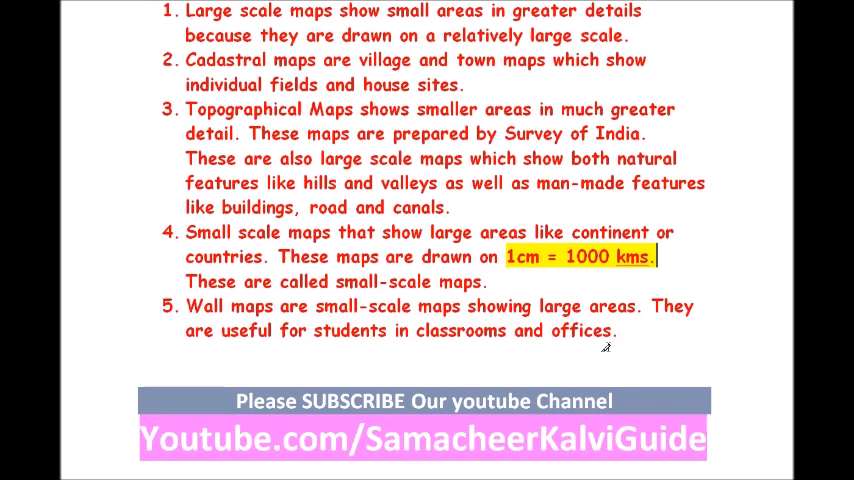 1. Large scale maps show small areas in greater details
because they are drawn on a relatively large scale.
2. Cadastral maps are village and town maps which show
individual fields and house sites.
3. Topographical Maps shows smaller areas in much greater
detail. These maps are prepared by Survey of India.
These are also large scale maps which show both natural
features like hills and valleys as well as man-made features
like buildings, road and canals.
4. Small scale maps that show large areas like continent or
countries. These maps are drawn on 1cm = 1000 kms.
These are called small-scale maps.
5. Wall maps are small-scale maps showing large areas. They
are useful for students in classrooms and offices.
Please SUBSCRIBE Our youtube Channel
Youtube.com/SamacheerKalviGuide